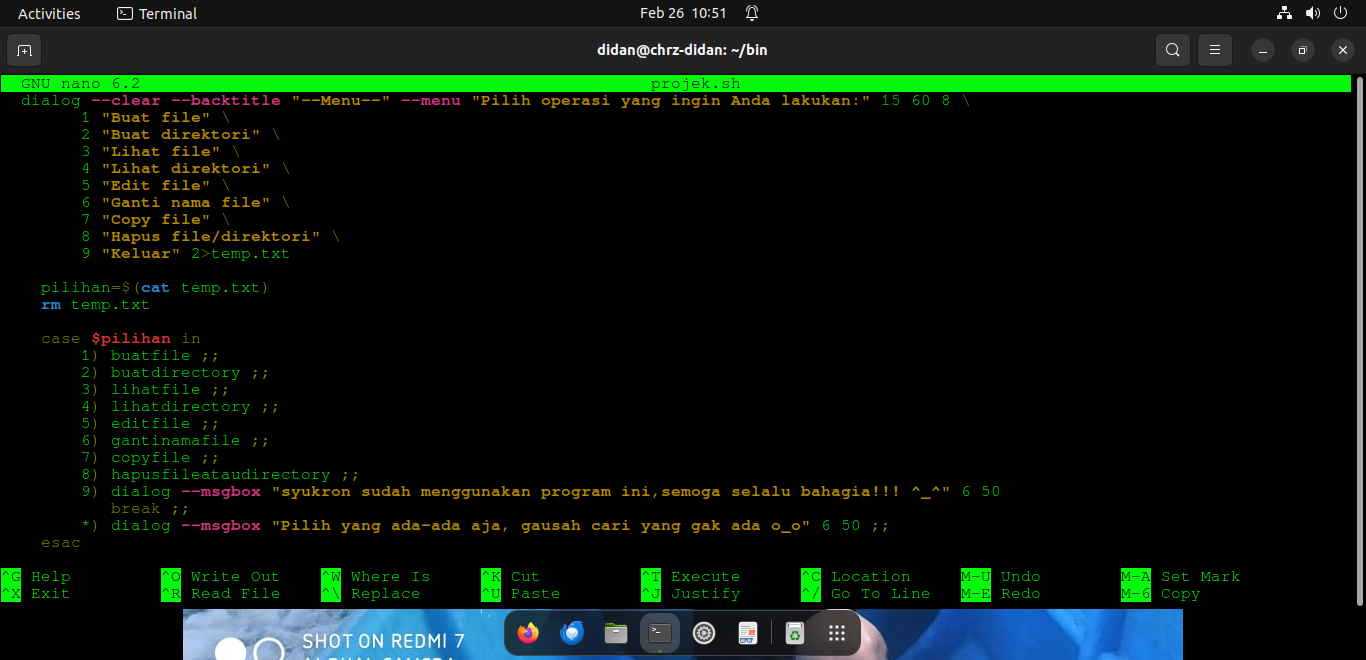 Activities Terminal Feb 26 10:51
didan@chrz-didan: ~/bin
GNU nano 6.2 projek.sh
dialog --clear --backtitle "--Menu--" --menu "Pilih operasi yang ingin Anda lakukan:" 15 60 8 \
1 "Buat file" \
2 "Buat direktori" \
3 "Lihat file" \
4 "Lihat direktori" \
5 "Edit file" \
6 "Ganti nama file" \
7 "Copy file" \
8 "Hapus file/direktori" \
9 "Keluar" 2>temp.txt
pilihan=$(cat temp.txt)
rm temp.txt
case $pilihan in
1) buatfile ;;
2) buatdirectory ;;
3) lihatfile ;;
4) lihatdirectory ;;
5) editfile ;;
6) gantinamafile ;;
7) copyfile ;;
8) hapusfileataudirectory ;;
9) dialog --msgbox "syukron sudah menggunakan program ini,semoga selalu bahagia!!! ^_^" 6 50
break ;;
*) dialog --msgbox "Pilih yang ada-ada aja, gausah cari yang gak ada o_o" 6 50 ;;
esac
^G Help ^O Write Out ^W Where Is ^K Cut ^T Execute ^C Location M-U Undo M-A Set Mark
^X Exit ^R Read File ^\ Replace ^U Paste ^J Justify ^/ Go To Line M-E Redo M-6 Copy
SHOT ON REDMI 7